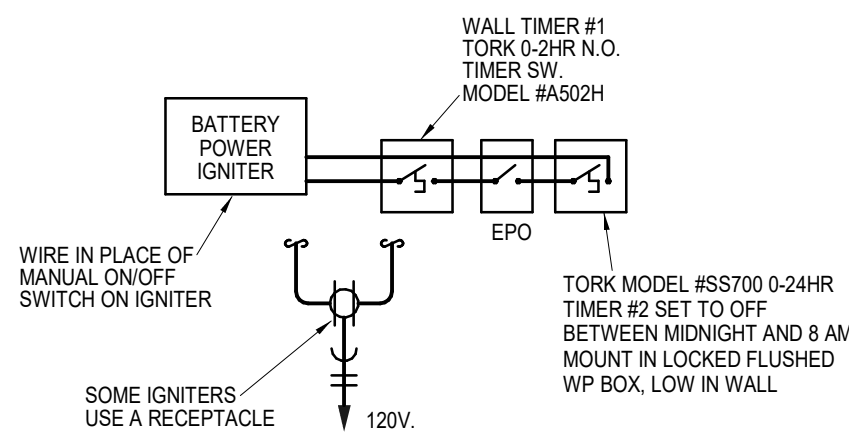 WALL TIMER #1
TORK 0-2HR N.O.
TIMER SW.
MODEL #A502H
BATTERY
POWER
IGNITER
EPO
WIRE IN PLACE OF
MANUAL ON/OFF
SWITCH ON IGNITER
TORK MODEL #SS700 0-24HR
TIMER #2 SET TO OFF
BETWEEN MIDNIGHT AND 8 AM
MOUNT IN LOCKED FLUSHED
WP BOX, LOW IN WALL
SOME IGNITERS
USE A RECEPTACLE
120V.